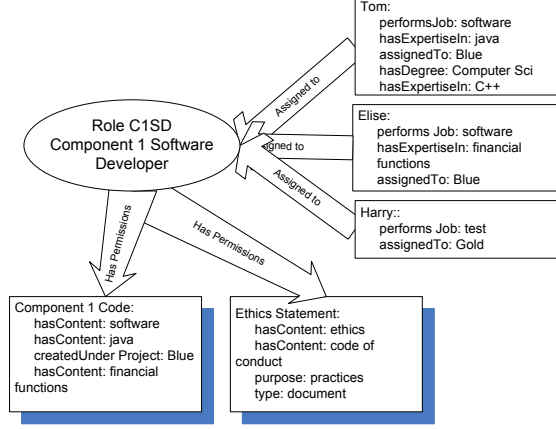 Tom:
performsJob: software
hasExpertiseIn: java
assignedTo: Blue
hasDegree: Computer Sci
hasExpertiseIn: C++
Assigned to
Role C1SD
Component 1 Software
Developer
Elise:
performs Job: software
hasExpertiseIn: financial
functions
assignedTo: Blue
igned to
Harry::
performs Job: test
assignedTo: Gold
Assigned to
Has Permissions
Has Permissions
Component 1 Code:
hasContent: software
hasContent: java
createdUnder Project: Blue
hasContent: financial
functions
Ethics Statement:
hasContent: ethics
hasContent: code of
conduct
purpose: practices
type: document